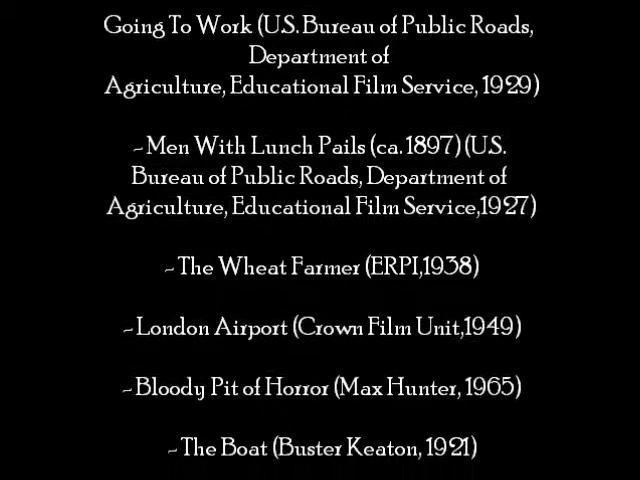 Going To Work (U.S. Bureau of Public Roads,
Department of
Agriculture, Educational Film Service, 1929)
~Men With Lunch Pails (ca. 1897) (U.S.
Bureau of Public Roads, Department of
Agriculture, Educational Film Service,1927)
~The Wheat Farmer (ERPI,1938)
~London Airport (Crown Film Unit,1949)
~Bloody Pit of Horror (Max Hunter, 1965)
~The Boat (Buster Keaton, 1921)